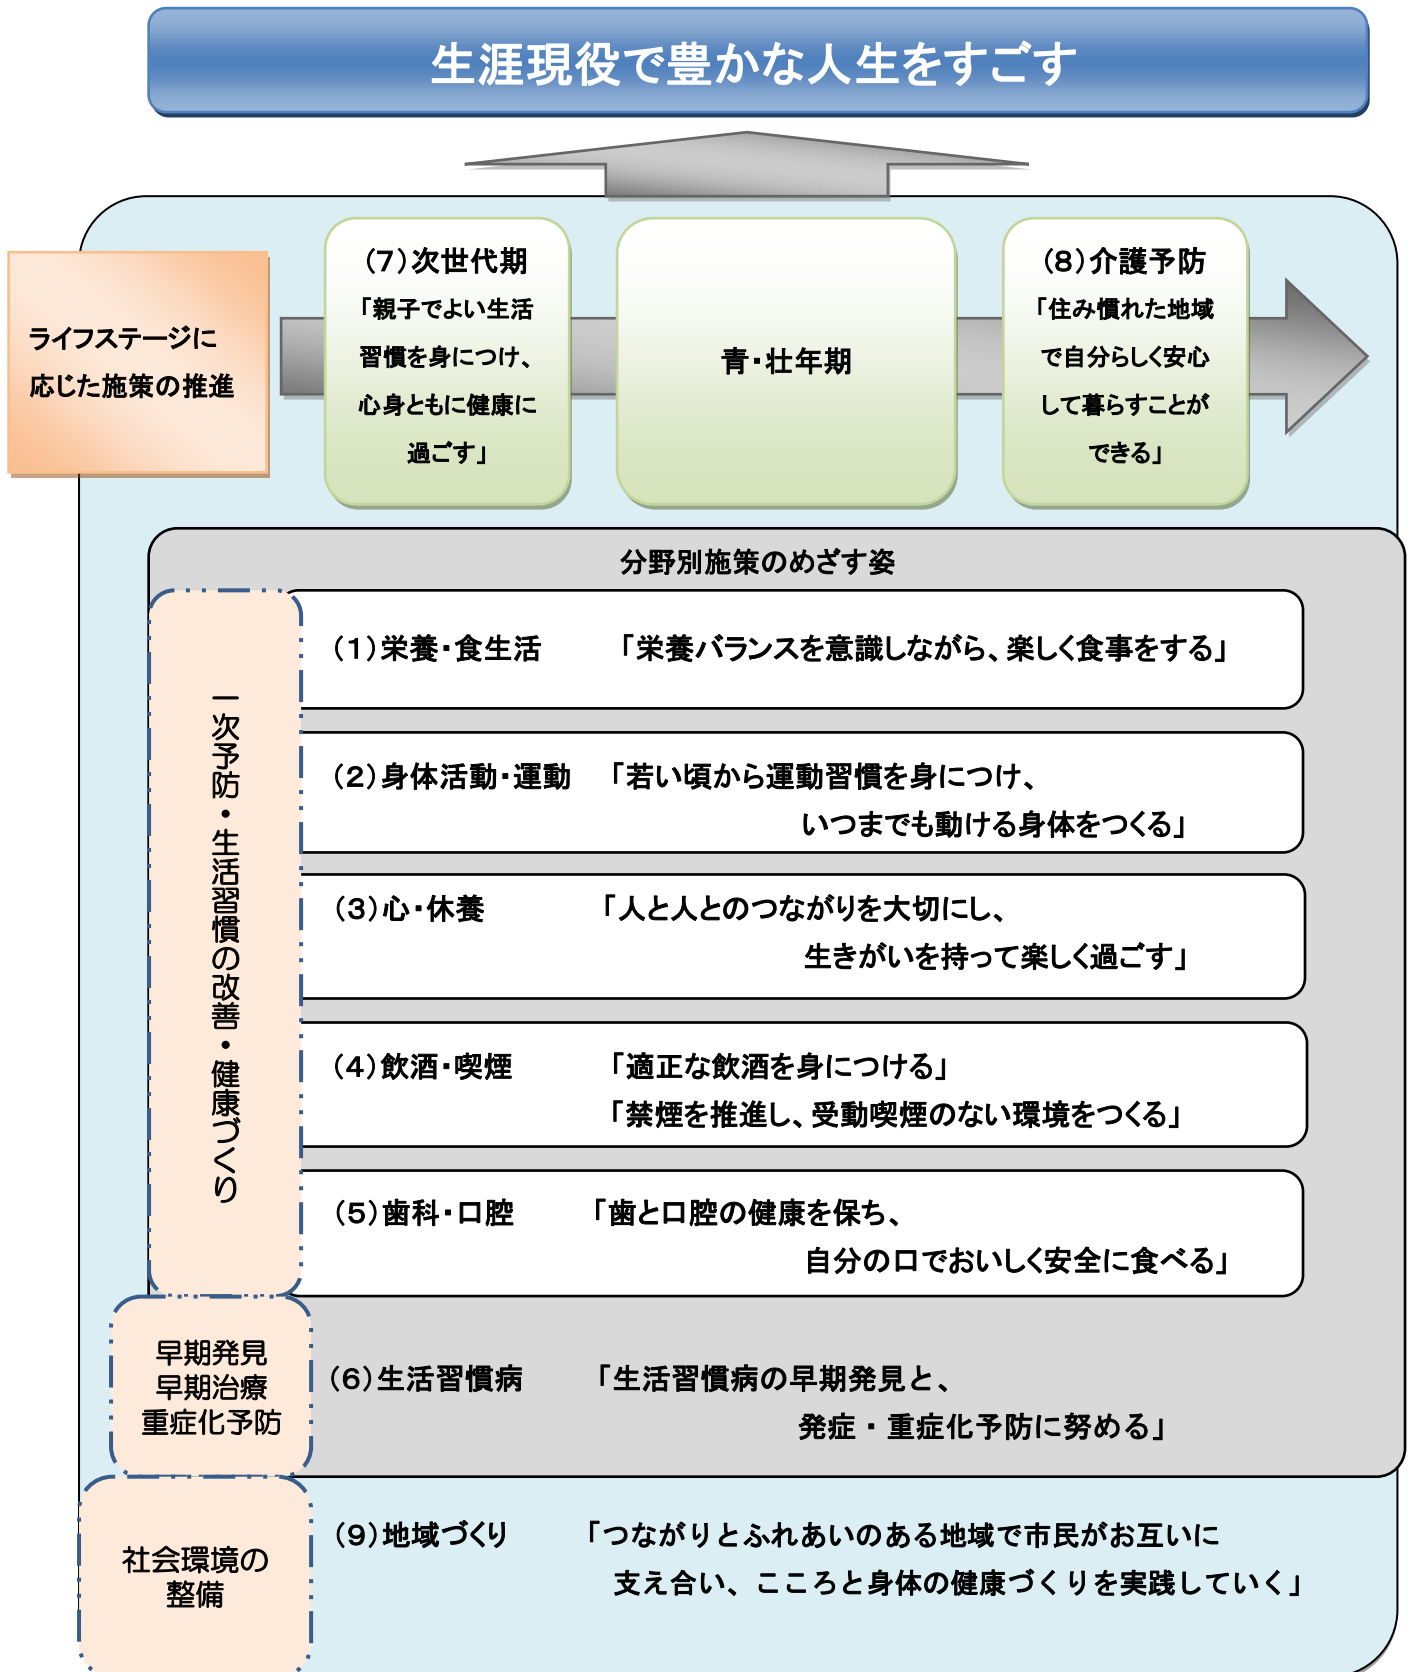 生涯現役で豊かな人生をすごす
ライフステージに
応じた施策の推進
（7）次世代期
「親子でよい生活
習慣を身につけ、
心身ともに健康に
過ごす」
青・壮年期
（8）介護予防
「住み慣れた地域
で自分らしく安心
して暮らすことが
できる」
分野別施策のめざす姿
一次予防・生活習慣の改善・健康づくり
（1）栄養・食生活　「栄養バランスを意識しながら、楽しく食事をする」
（2）身体活動・運動　「若い頃から運動習慣を身につけ、
いつまでも動ける身体をつくる」
（3）心・休養　「人と人とのつながりを大切にし、
生きがいを持って楽しく過ごす」
（4）飲酒・喫煙　「適正な飲酒を身につける」
「禁煙を推進し、受動喫煙のない環境をつくる」
（5）歯科・口腔　「歯と口腔の健康を保ち、
自分の口でおいしく安全に食べる」
早期発見
早期治療
重症化予防
（6）生活習慣病　「生活習慣病の早期発見と、
発症・重症化予防に努める」
社会環境の
整備
（9）地域づくり　「つながりとふれあいのある地域で市民がお互いに
支え合い、こころと身体の健康づくりを実践していく」